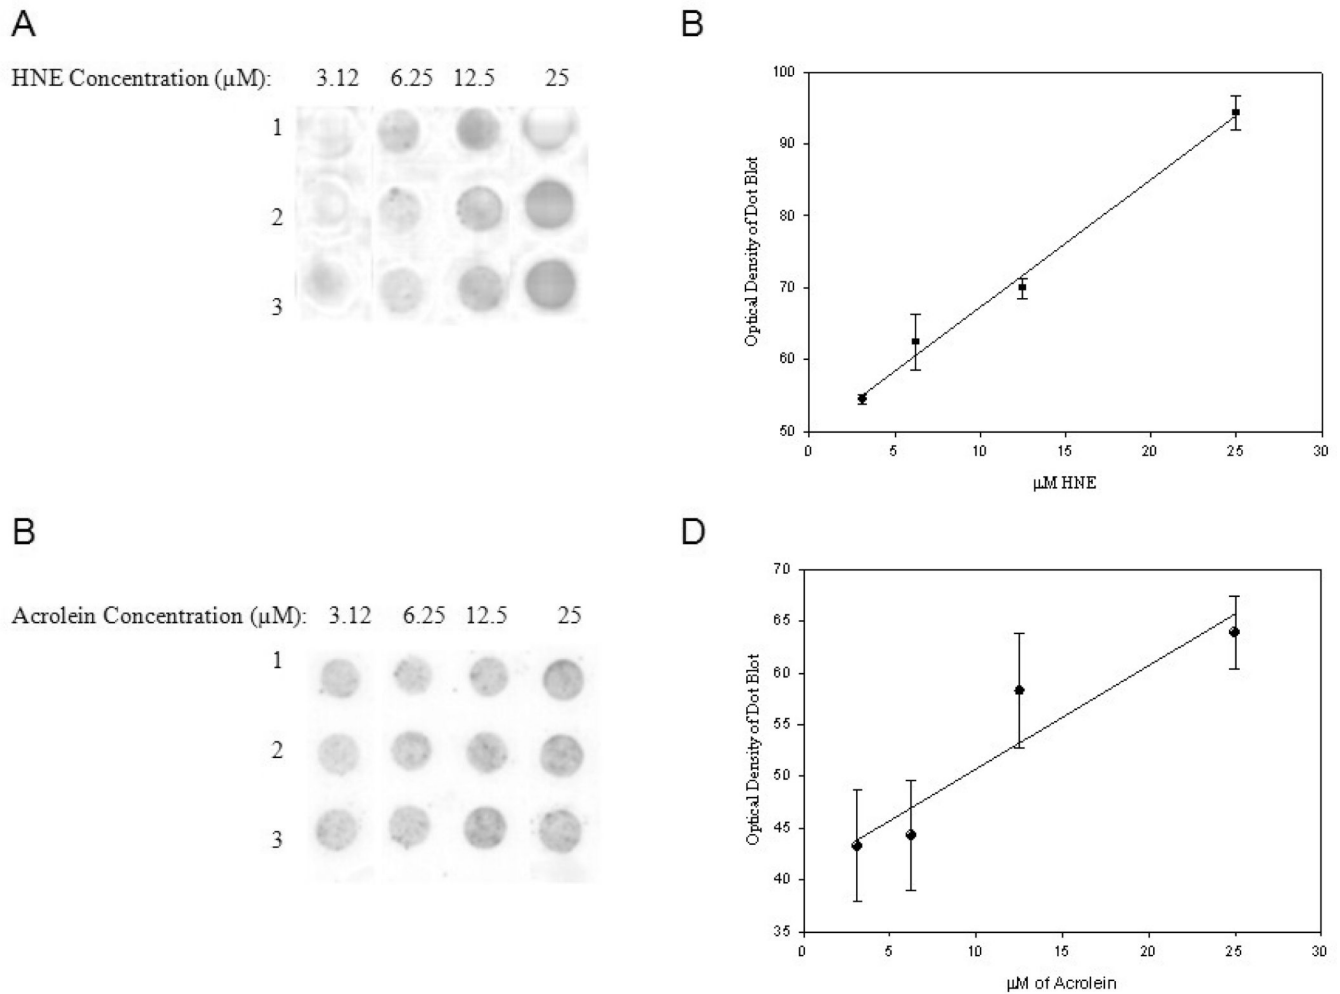 A
HNE Concentration (µM): 3.12 6.25 12.5 25
1
2
3
B
Optical Density of Dot Blot
100
90
80
70
60
50
0 5 10 15 20 25 30
µM HNE
B
Acrolein Concentration (µM): 3.12 6.25 12.5 25
1
2
3
D
Optical Density of Dot Blot
70
65
60
55
50
45
40
35
0 5 10 15 20 25 30
µM of Acrolein